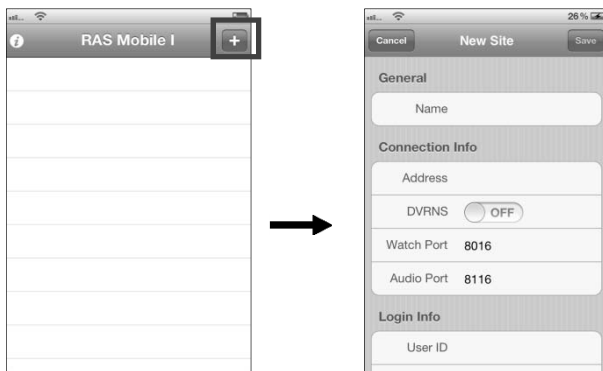 RAS Mobile I
+
26 %
Cancel
New Site
Save
General
Name
Connection Info
Address
DVRNS
OFF
Watch Port 8016
Audio Port 8116
Login Info
User ID